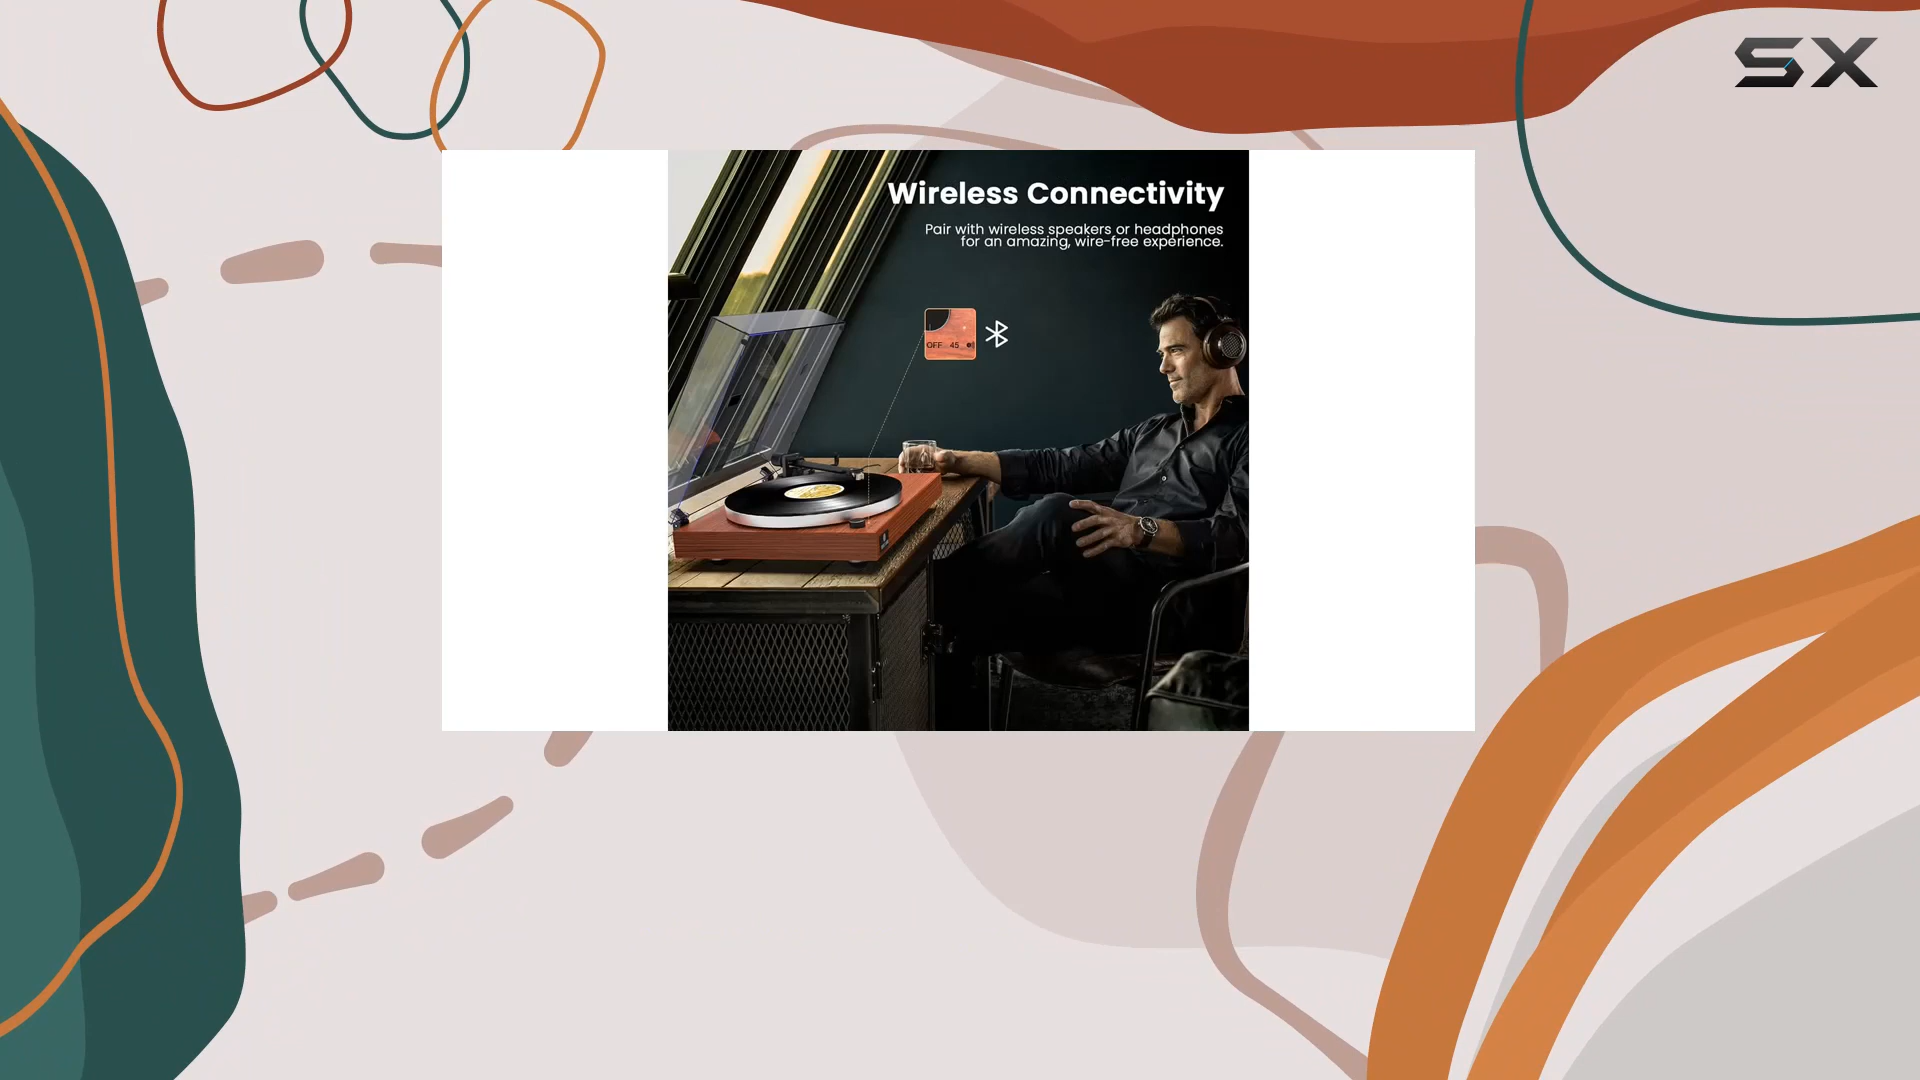 SX
Wireless Connectivity
Pair with wireless speakers or headphones
for an amazing, wire-free experience.
OFF 45